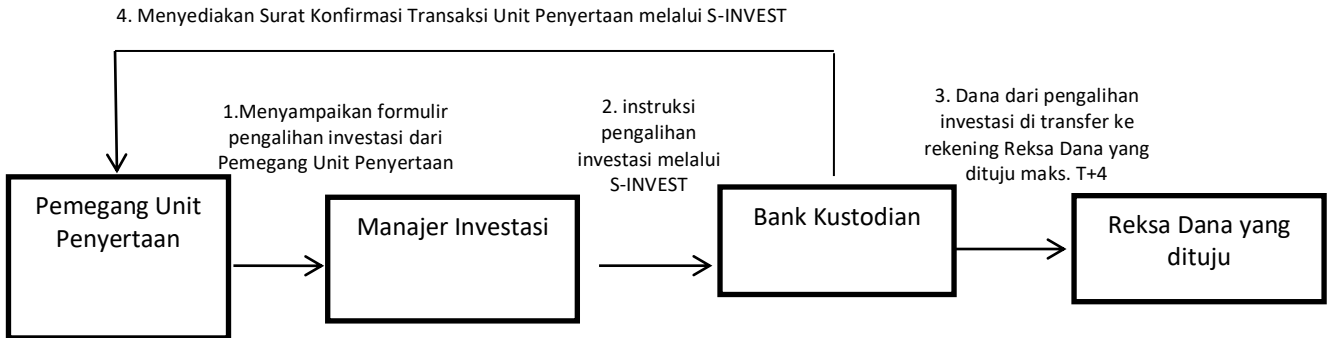 4. Menyediakan Surat Konfirmasi Transaksi Unit Penyertaan melalui S-INVEST
1.Menyampaikan formulir
pengalihan investasi dari
Pemegang Unit Penyertaan
2. instruksi
pengalihan
investasi melalui
S-INVEST
3. Dana dari pengalihan
investasi di transfer ke
rekening Reksa Dana yang
dituju maks. T+4
Pemegang Unit
Penyertaan
Manajer Investasi
Bank Kustodian
Reksa Dana yang
dituju